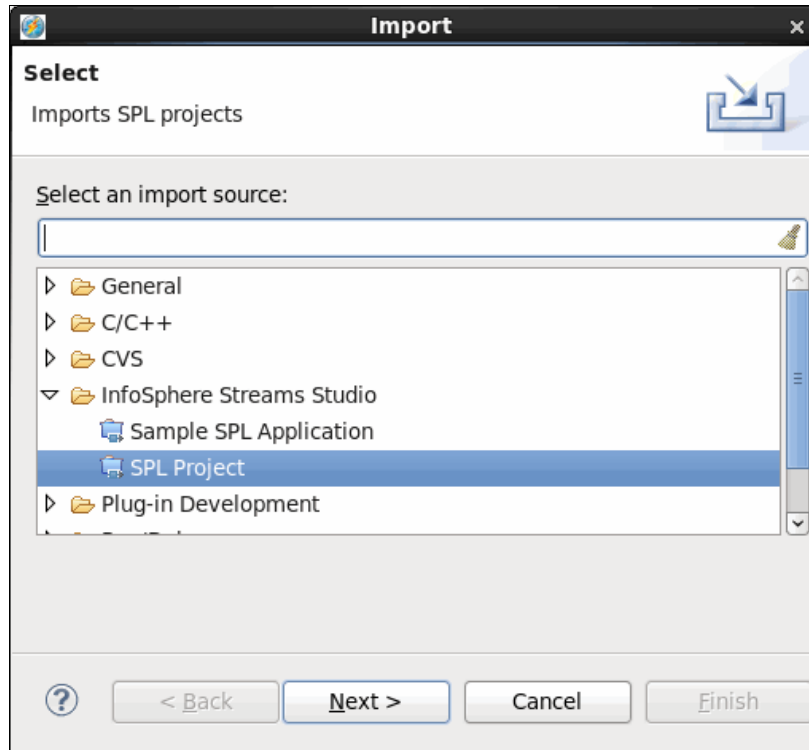 Import
Select
Imports SPL projects
Select an import source:
General
C/C++
CVS
InfoSphere Streams Studio
Sample SPL Application
SPL Project
Plug-in Development
< Back
Next >
Cancel
Finish